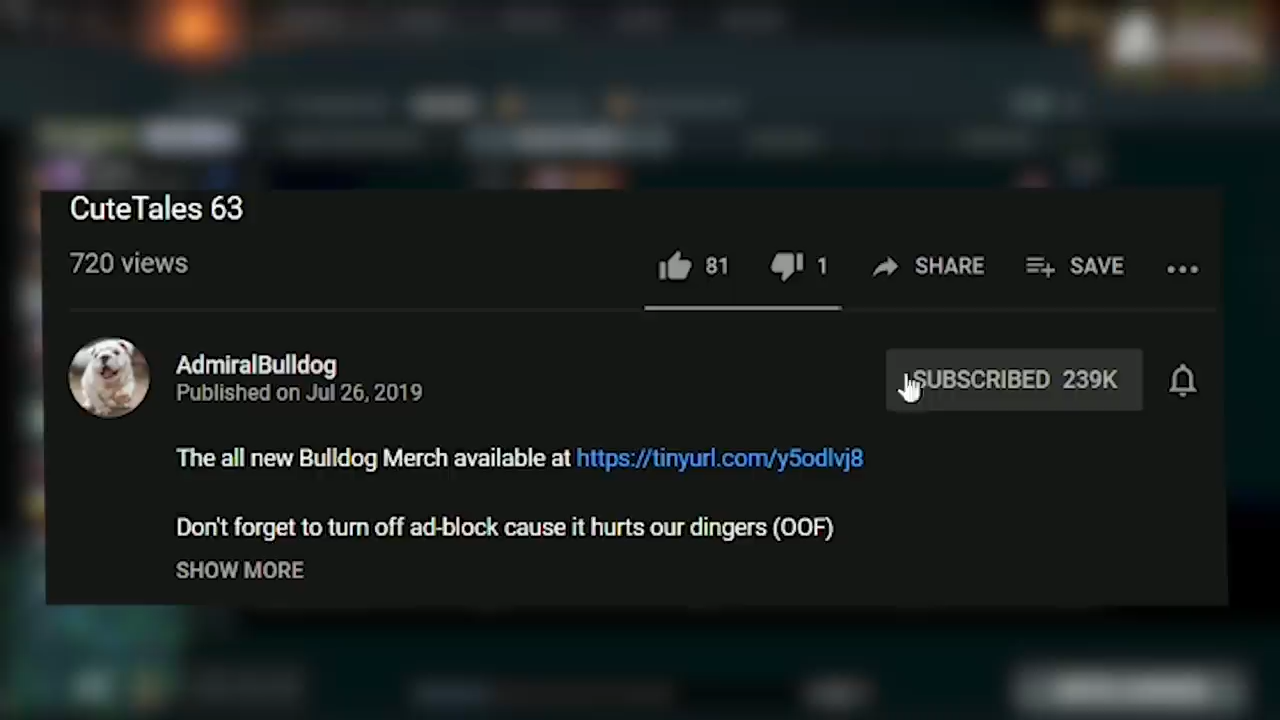 CuteTales 63
720 views
81 1 SHARE SAVE
AdmiralBulldog
Published on Jul 26, 2019
SUBSCRIBED 239K
The all new Bulldog Merch available at https://tinyurl.com/y5odlvj8
Don't forget to turn off ad-block cause it hurts our dingers (OOF)
SHOW MORE